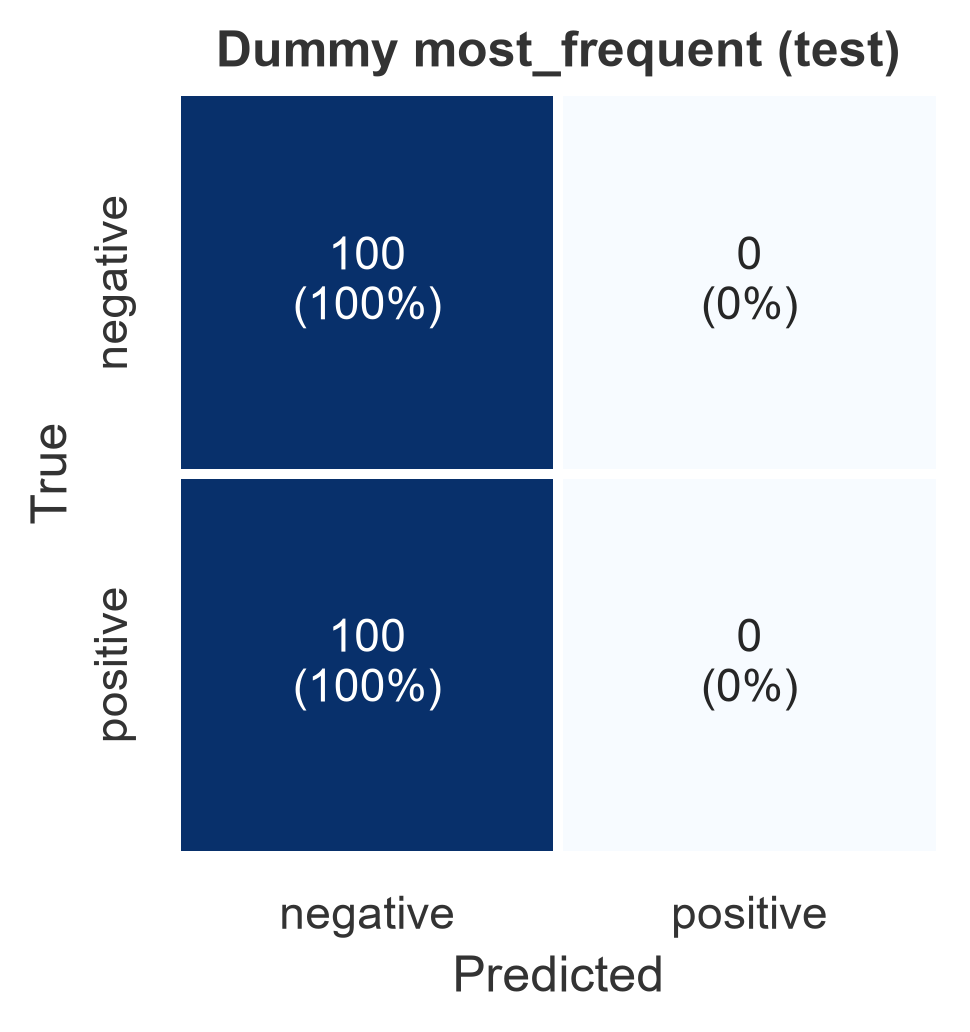 Dummy most_frequent (test)
True
negative
100
(100%)
0
(0%)
positive
100
(100%)
0
(0%)
negative
positive
Predicted